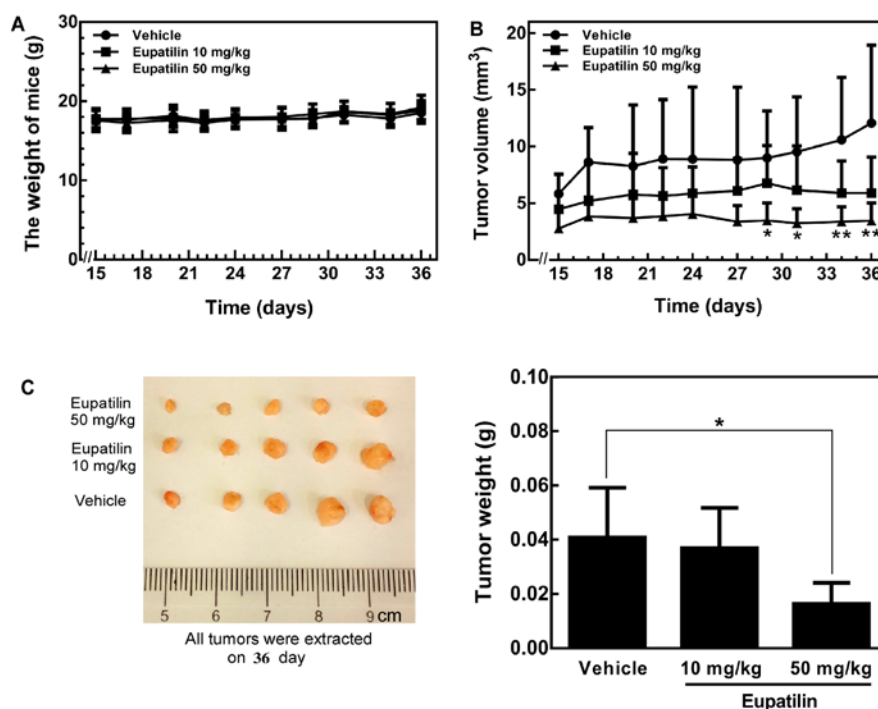 A
Vehicle
Eupatilin 10 mg/kg
Eupatilin 50 mg/kg
The weight of mice (g)
30
20
10
0
15 18 21 24 27 30 33 36
Time (days)
B
Vehicle
Eupatilin 10 mg/kg
Eupatilin 50 mg/kg
Tumor volume (mm³)
20
15
10
5
0
* * ** **
15 18 21 24 27 30 33 36
Time (days)
C
Eupatilin
50 mg/kg
Eupatilin
10 mg/kg
Vehicle
5 6 7 8 9 cm
All tumors were extracted
on 36 day
Tumor weight (g)
0.10
0.08
0.06
0.04
0.02
0.00
*
Vehicle 10 mg/kg 50 mg/kg
Eupatilin